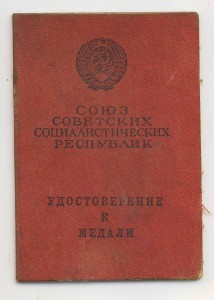 СОЮЗ
СОВЕТСКИХ
СОЦИАЛИСТИЧЕСКИХ
РЕСПУБЛИК
УДОСТОВЕРЕНИЕ
К
МЕДАЛИ